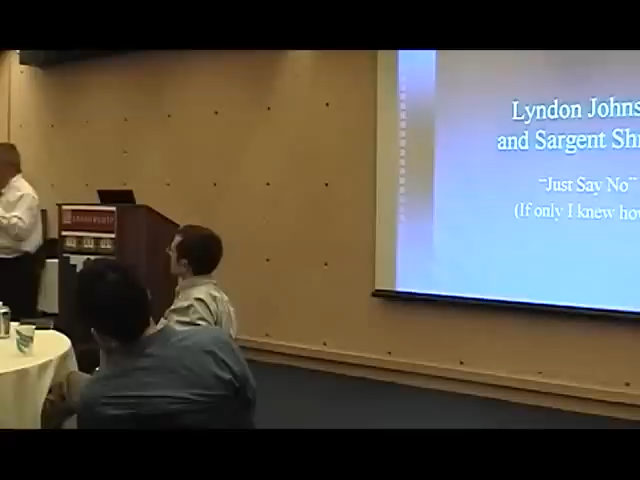 Lyndon Johns
and Sargent Shr
"Just Say No"
(If only I knew how